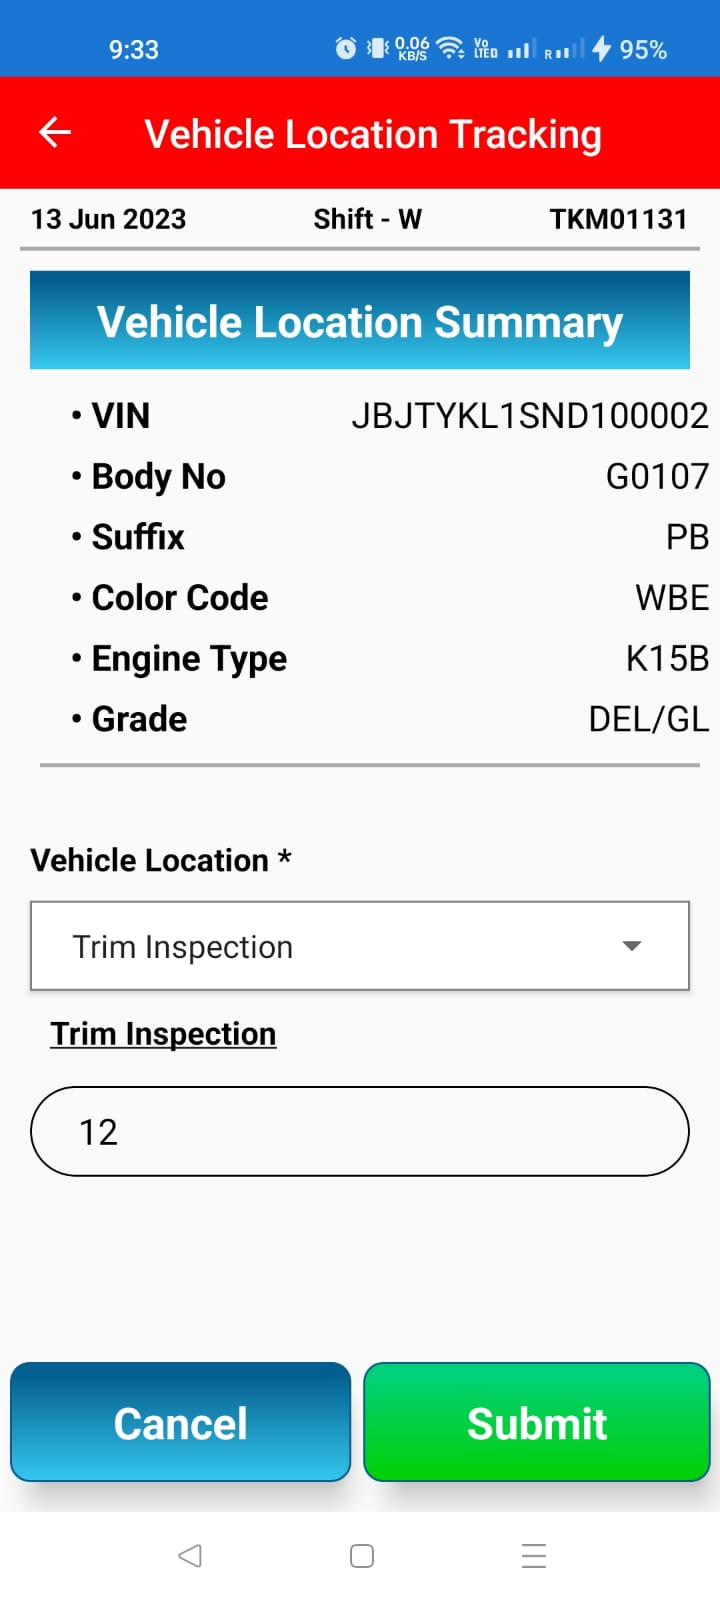 9:33 0.06 KB/S Vo LTED R 95%
Vehicle Location Tracking
13 Jun 2023 Shift - W TKM01131
Vehicle Location Summary
• VIN JBJTYKL1SND100002
• Body No G0107
• Suffix PB
• Color Code WBE
• Engine Type K15B
• Grade DEL/GL
Vehicle Location *
Trim Inspection
Trim Inspection
12
Cancel Submit